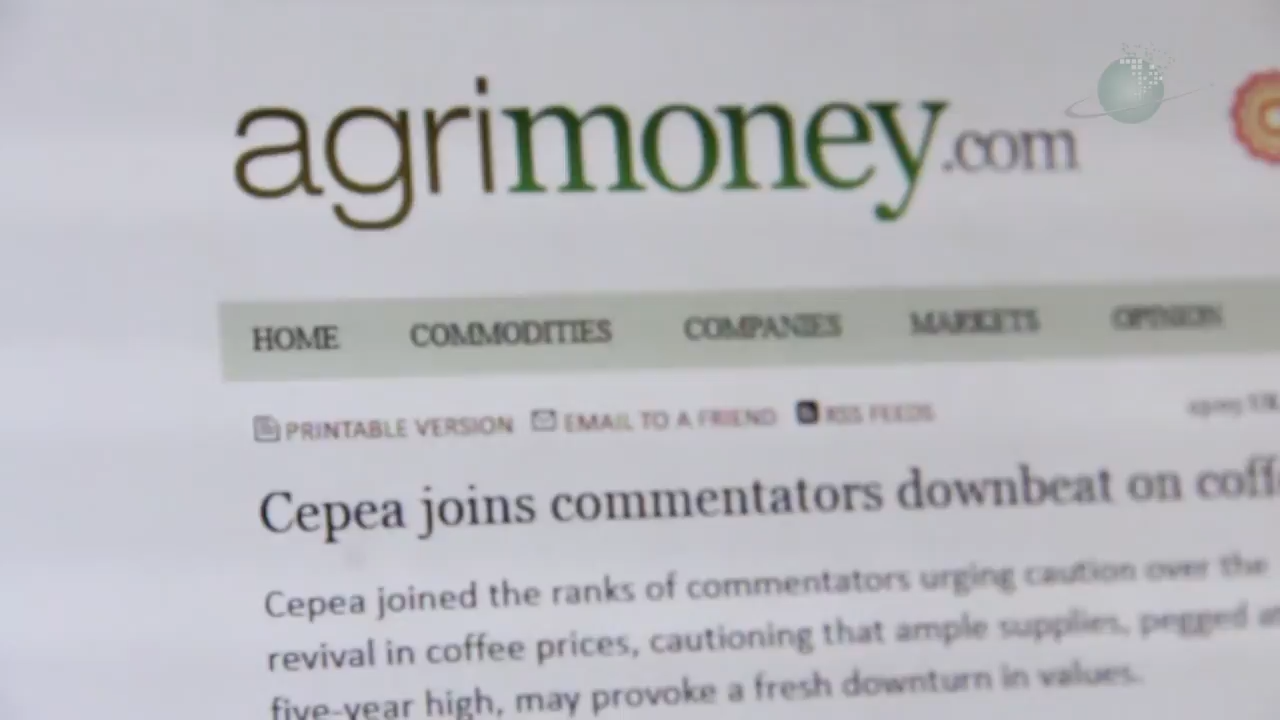 agrimoney.com
HOME COMMODITIES COMPANIES MARKETS OPINION
PRINTABLE VERSION EMAIL TO A FRIEND RSS FEEDS
Cepea joins commentators downbeat on
Cepea joined the ranks of commentators urging caution over the
revival in coffee prices, cautioning that ample supplies, pegged
five-year high, may provoke a fresh downturn in values.